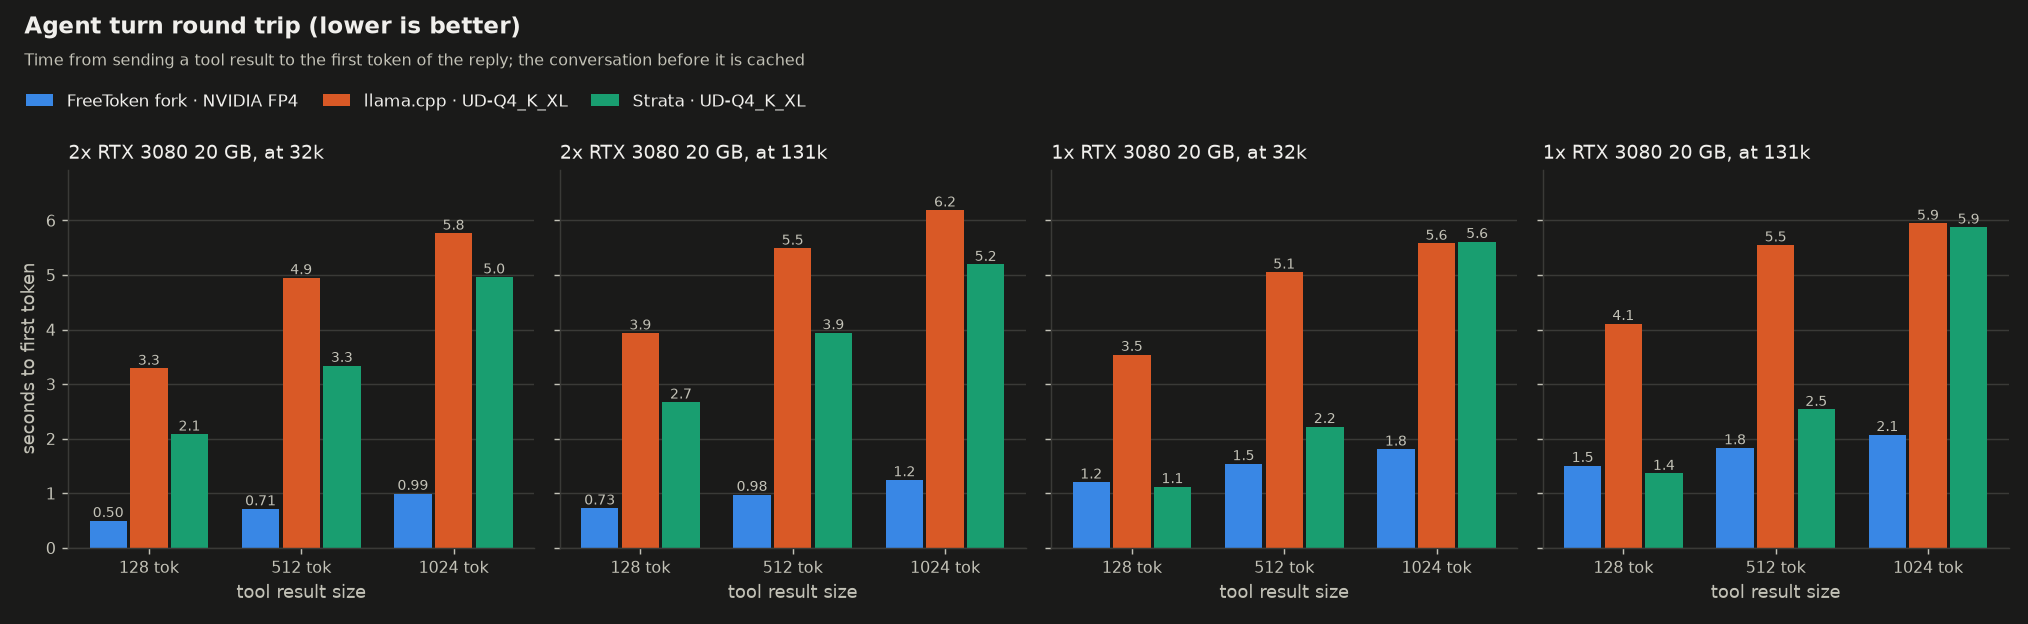 Agent turn round trip (lower is better)
Time from sending a tool result to the first token of the reply; the conversation before it is cached
FreeToken fork · NVIDIA FP4 llama.cpp · UD-Q4_K_XL Strata · UD-Q4_K_XL
2x RTX 3080 20 GB, at 32k
seconds to first token
6
5
4
3
2
1
0
0.50 3.3 2.1
0.71 4.9 3.3
0.99 5.8 5.0
128 tok 512 tok 1024 tok
tool result size
2x RTX 3080 20 GB, at 131k
0.73 3.9 2.7
0.98 5.5 3.9
1.2 6.2 5.2
128 tok 512 tok 1024 tok
tool result size
1x RTX 3080 20 GB, at 32k
1.2 3.5 1.1
1.5 5.1 2.2
1.8 5.6 5.6
128 tok 512 tok 1024 tok
tool result size
1x RTX 3080 20 GB, at 131k
1.5 4.1 1.4
1.8 5.5 2.5
2.1 5.9 5.9
128 tok 512 tok 1024 tok
tool result size